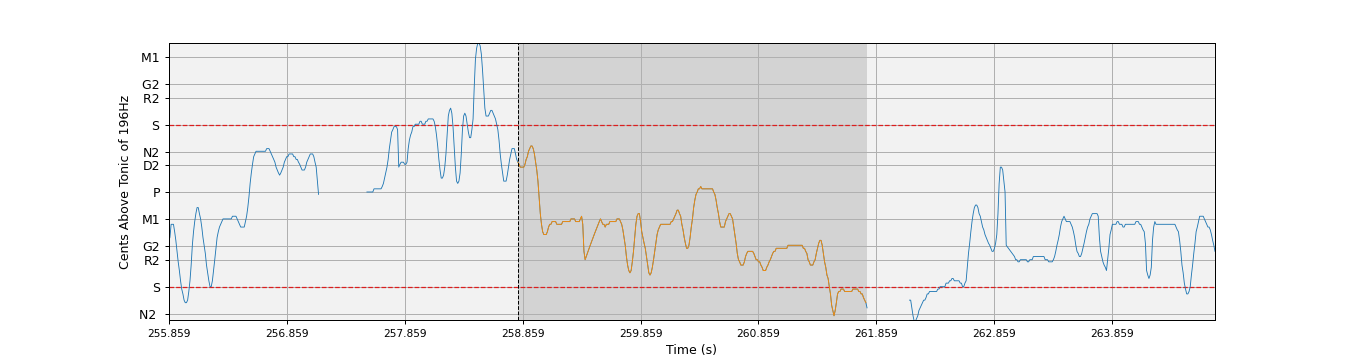 Cents Above Tonic of 196Hz
M1
G2
R2
S
N2
D2
P
M1
G2
R2
S
N2
255.859 256.859 257.859 258.859 259.859 260.859 261.859 262.859 263.859
Time (s)